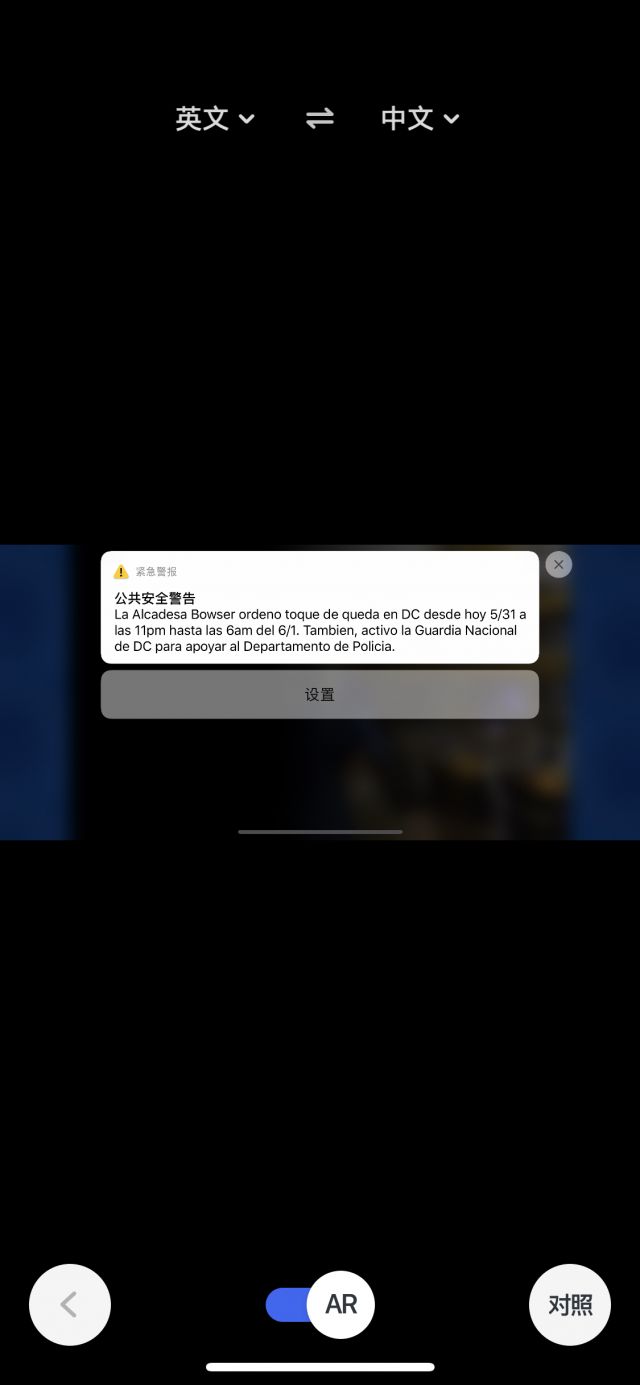 英文 中文
紧急警报
公共安全警告
La Alcadesa Bowser ordeno toque de queda en DC desde hoy 5/31 a
las 11pm hasta las 6am del 6/1. Tambien, activo la Guardia Nacional
de DC para apoyar al Departamento de Policia.
设置
AR
对照